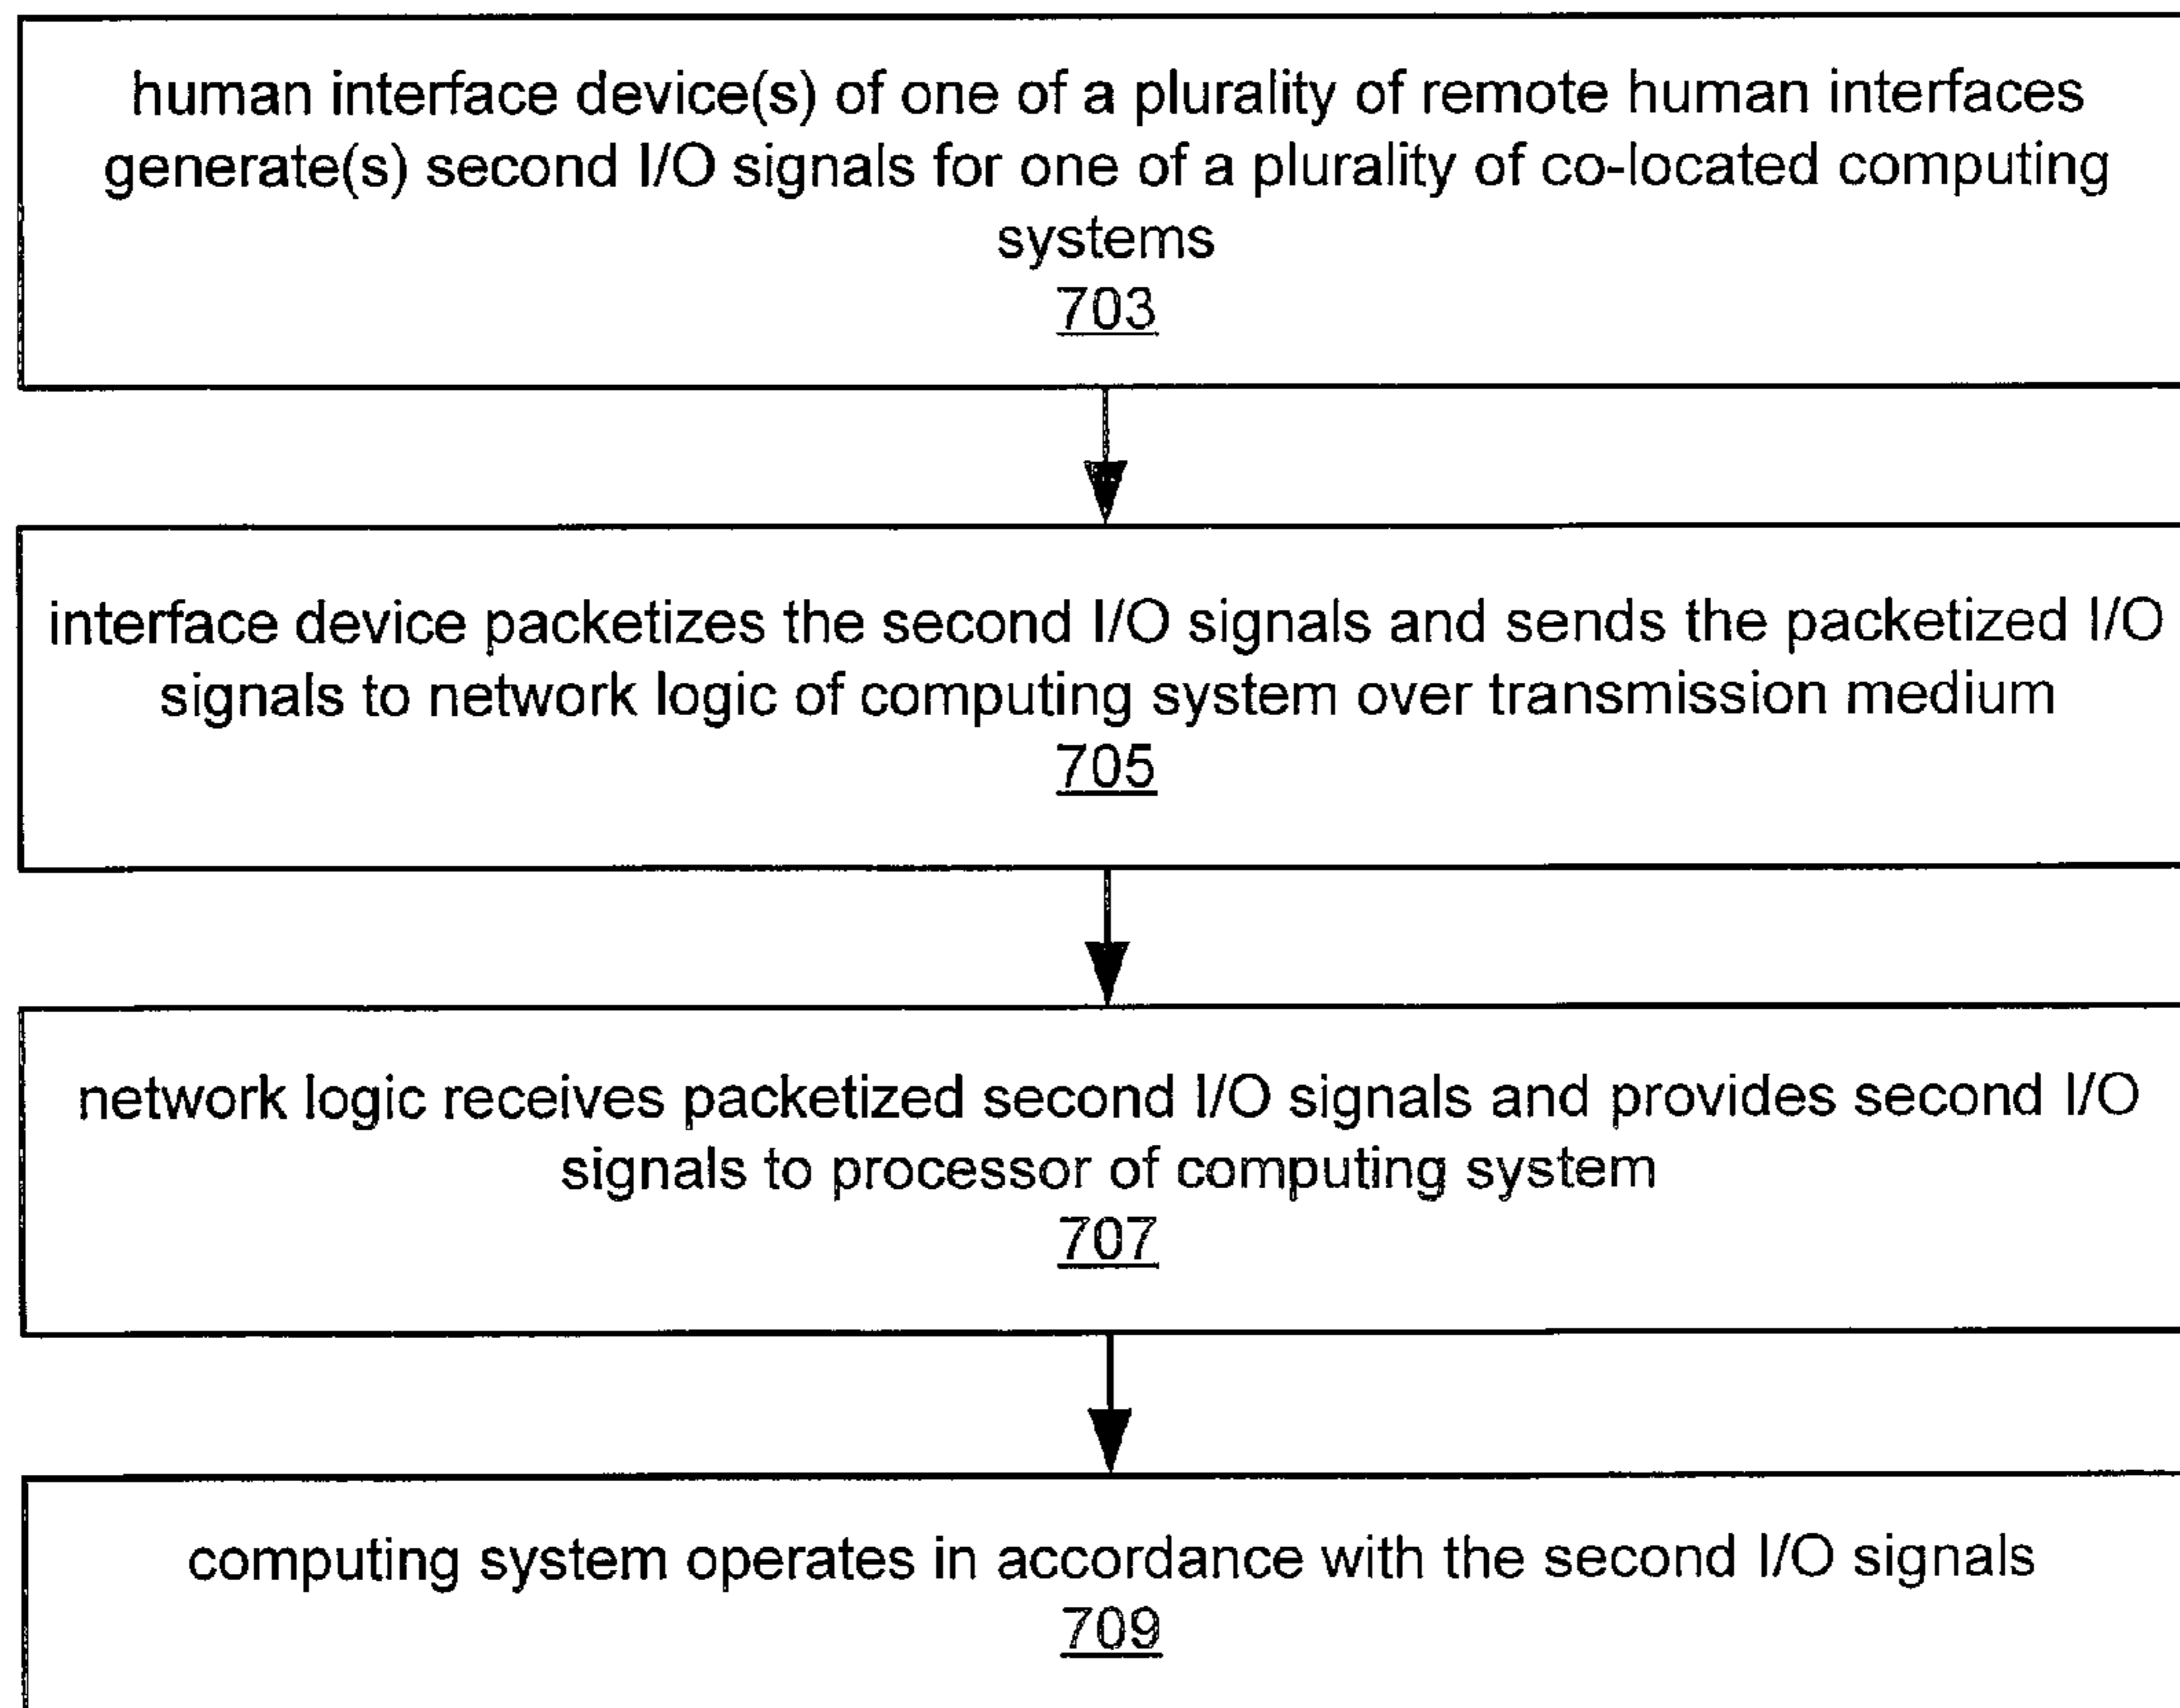 human interface device(s) of one of a plurality of remote human interfaces
generate(s) second I/O signals for one of a plurality of co-located computing
systems
703
interface device packetizes the second I/O signals and sends the packetized I/O
signals to network logic of computing system over transmission medium
705
network logic receives packetized second I/O signals and provides second I/O
signals to processor of computing system
707
computing system operates in accordance with the second I/O signals
709